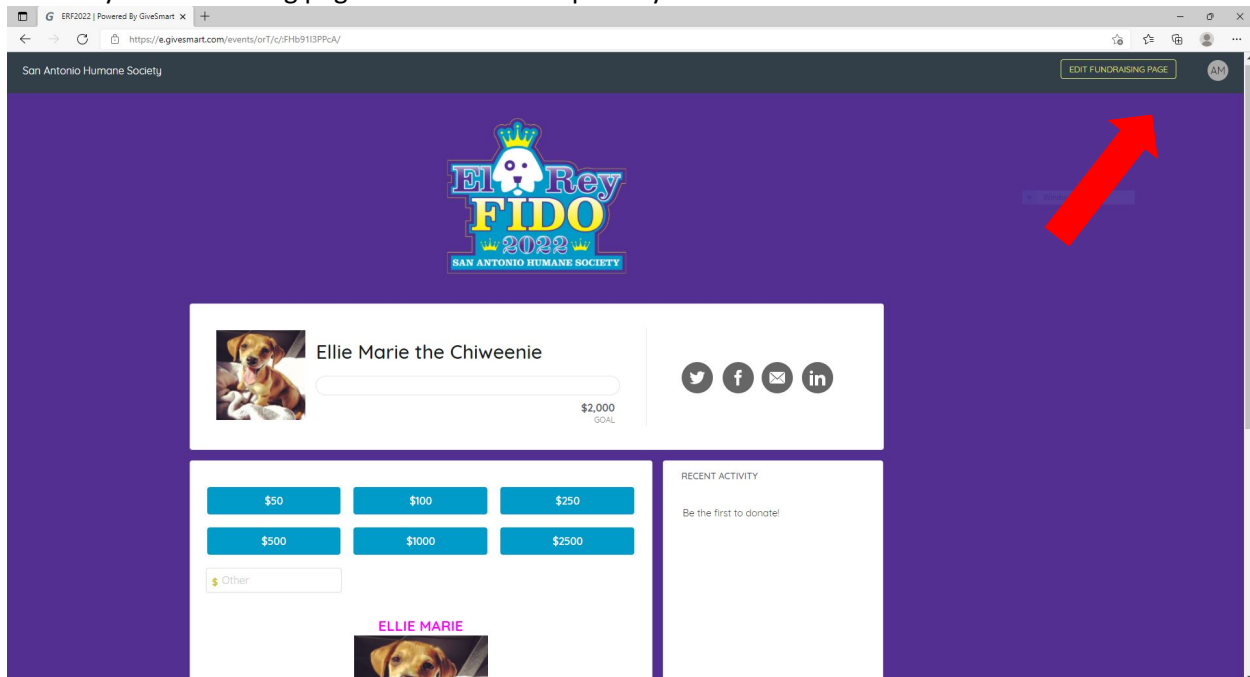 ERF2022 | Powered By GiveSmart
https://e.givesmart.com/events/orT/c/:FHb91I3PPcA/
San Antonio Humane Society
EDIT FUNDRAISING PAGE
AM
El Rey
FIDO
2022
SAN ANTONIO HUMANE SOCIETY
Ellie Marie the Chiweenie
$2,000
GOAL
RECENT ACTIVITY
Be the first to donate!
$50 $100 $250
$500 $1000 $2500
$ Other
ELLIE MARIE